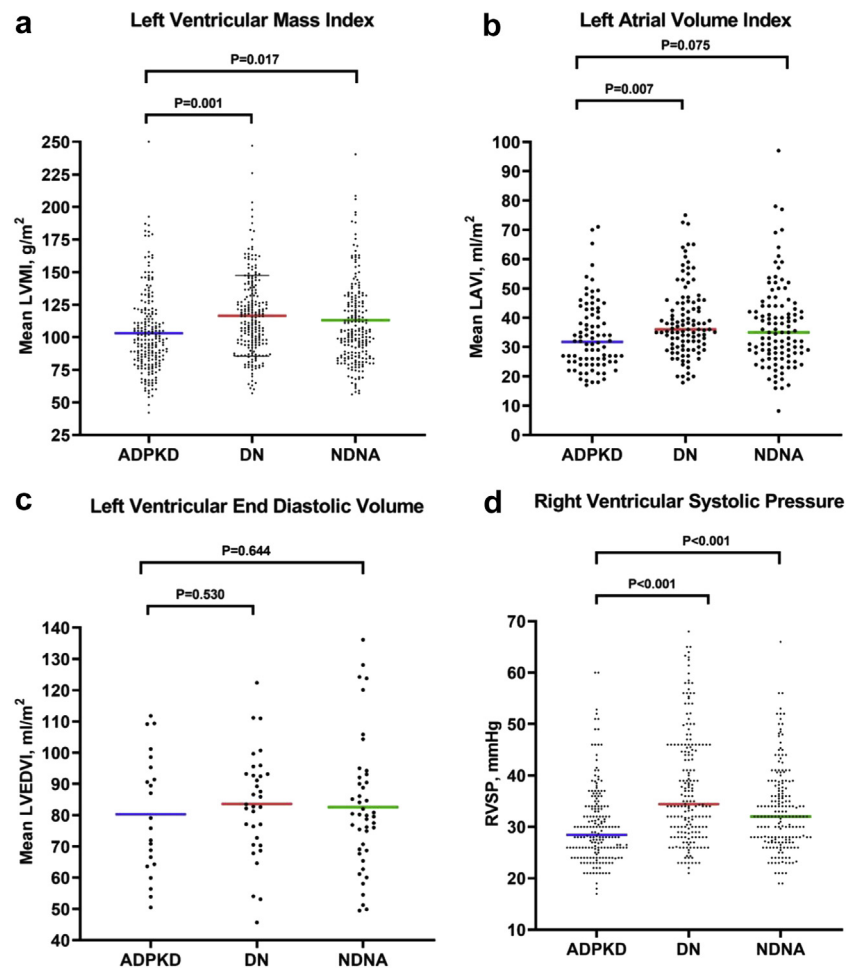 a
Left Ventricular Mass Index
P=0.017
P=0.001
250
225
200
175
150
125
100
75
50
25
Mean LVMI, g/m²
ADPKD DN NDNA
b
Left Atrial Volume Index
P=0.075
P=0.007
100
90
80
70
60
50
40
30
20
10
0
Mean LAVI, ml/m²
ADPKD DN NDNA
c
Left Ventricular End Diastolic Volume
P=0.644
P=0.530
140
130
120
110
100
90
80
70
60
50
40
Mean LVEDVI, ml/m²
ADPKD DN NDNA
d
Right Ventricular Systolic Pressure
P<0.001
P<0.001
70
60
50
40
30
20
10
RVSP, mmHg
ADPKD DN NDNA